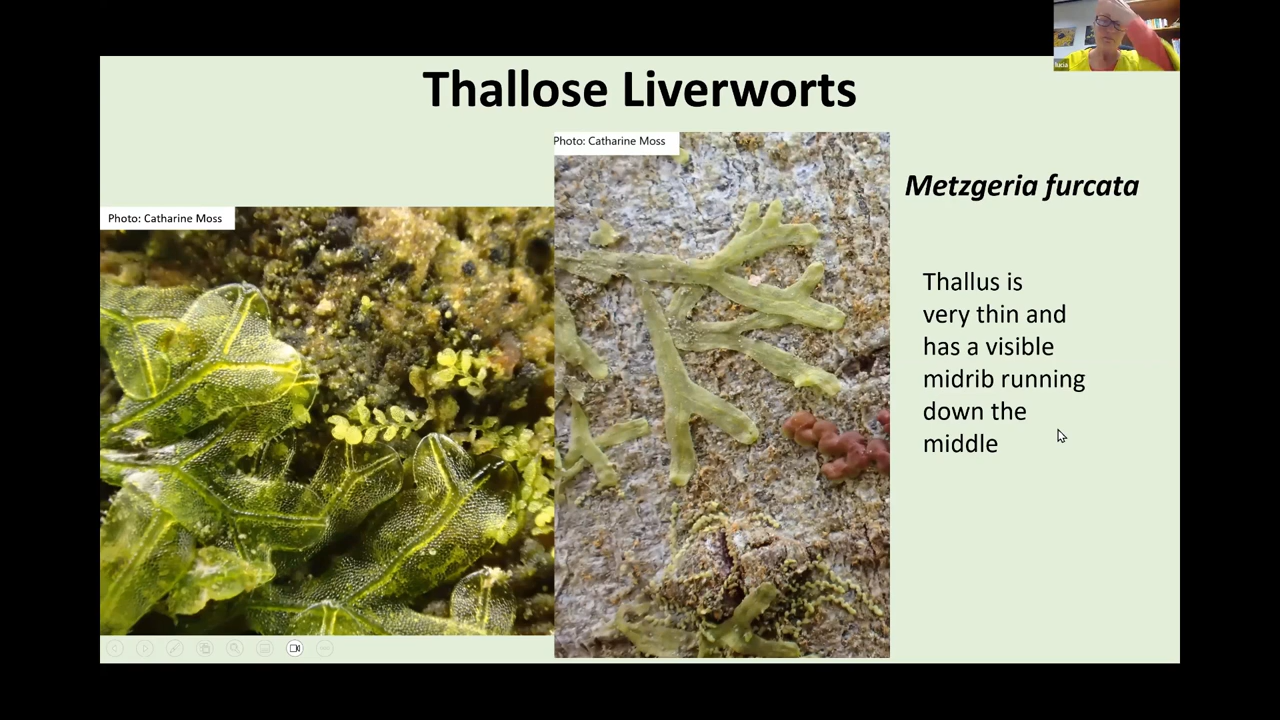 lucia
Thallose Liverworts
Photo: Catharine Moss
Photo: Catharine Moss
Metzgeria furcata
Thallus is
very thin and
has a visible
midrib running
down the
middle